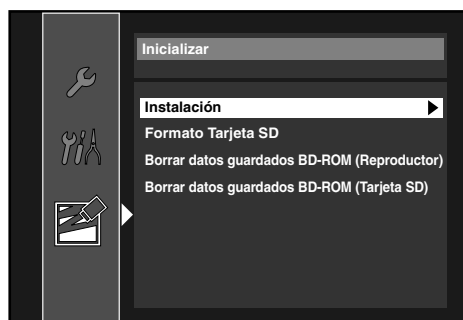 Inicializar
Instalación
Formato Tarjeta SD
Borrar datos guardados BD-ROM (Reproductor)
Borrar datos guardados BD-ROM (Tarjeta SD)